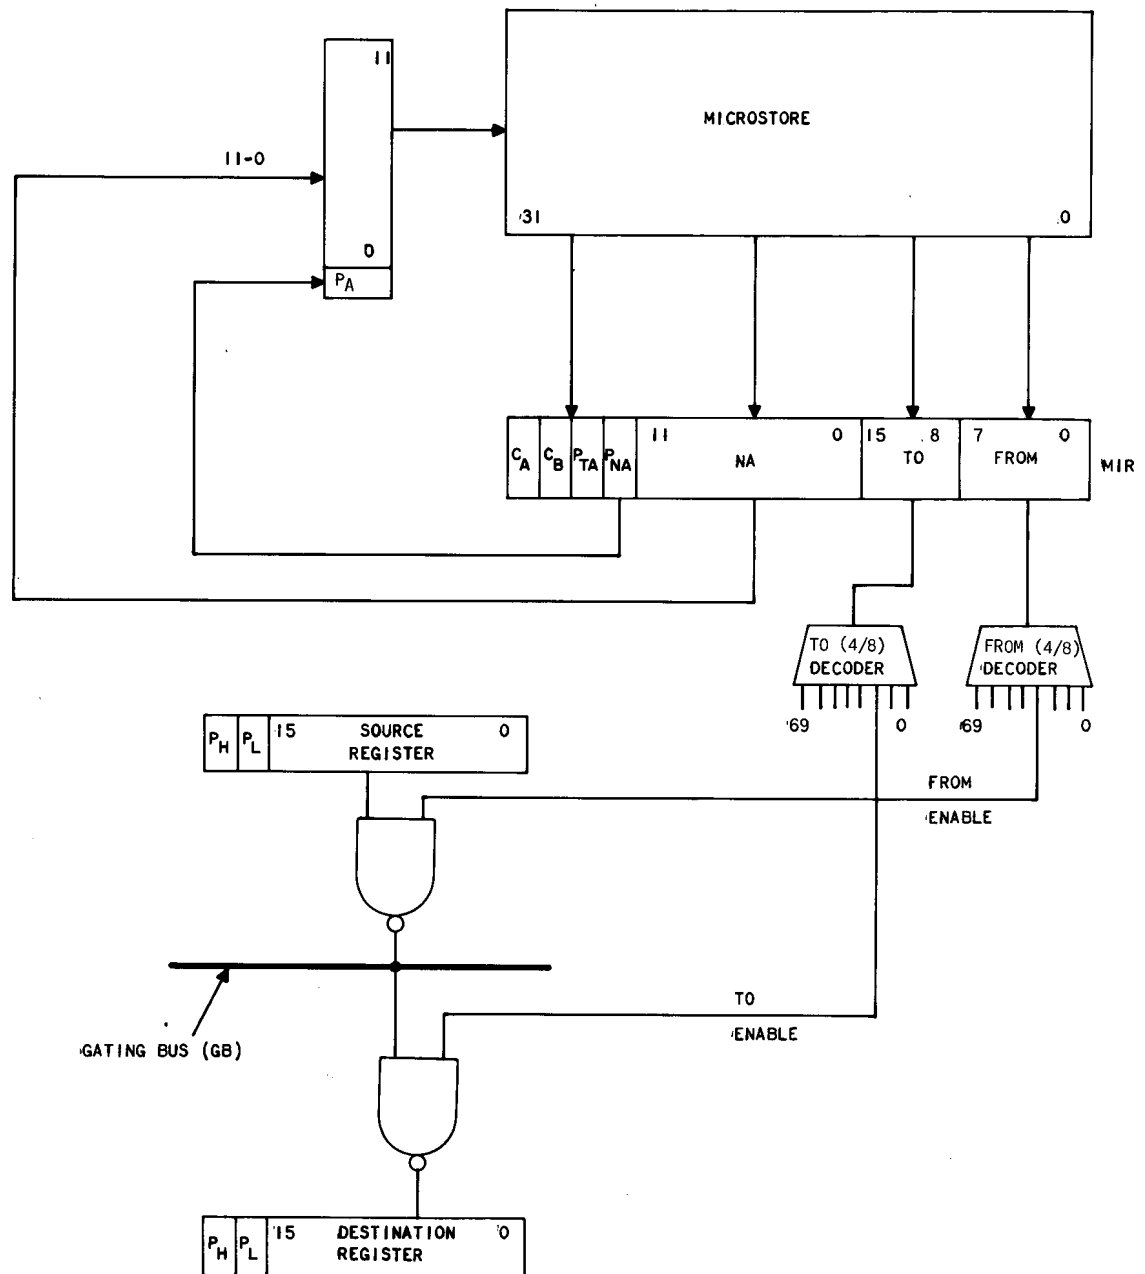 11
MICROSTORE
11-0
31 0
0
PA
CA CB PTA PNA 11 0 15 8 7 0
NA TO FROM MIR
TO (4/8) FROM (4/8)
DECODER DECODER
69 0 69 0
PH PL 15 SOURCE 0
REGISTER
FROM
ENABLE
TO
ENABLE
GATING BUS (GB)
PH PL 15 DESTINATION 0
REGISTER